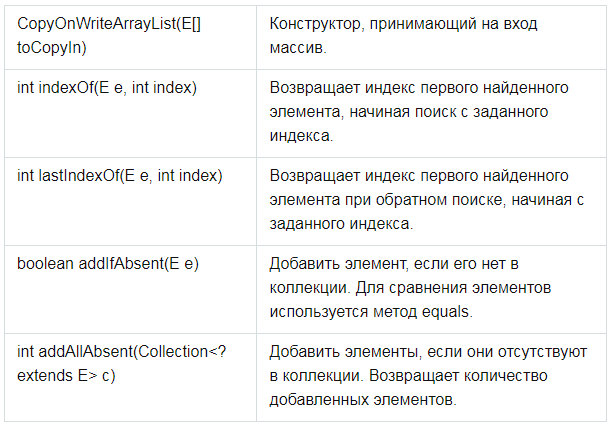 CopyOnWriteArrayList(E[]
toCopyIn)
Конструктор, принимающий на вход
массив.
int indexOf(E e, int index)
Возвращает индекс первого найденного
элемента, начиная поиск с заданного
индекса.
int lastIndexOf(E e, int index)
Возвращает индекс первого найденного
элемента при обратном поиске, начиная с
заданного индекса.
boolean addIfAbsent(E e)
Добавить элемент, если его нет в
коллекции. Для сравнения элементов
используется метод equals.
int addAllAbsent(Collection<?
extends E> c)
Добавить элементы, если они отсутствуют
в коллекции. Возвращает количество
добавленных элементов.